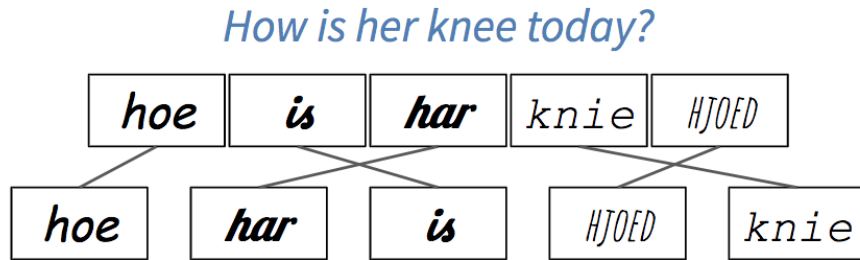 How is her knee today?
hoe is har knie HJOED
hoe har is HJOED knie